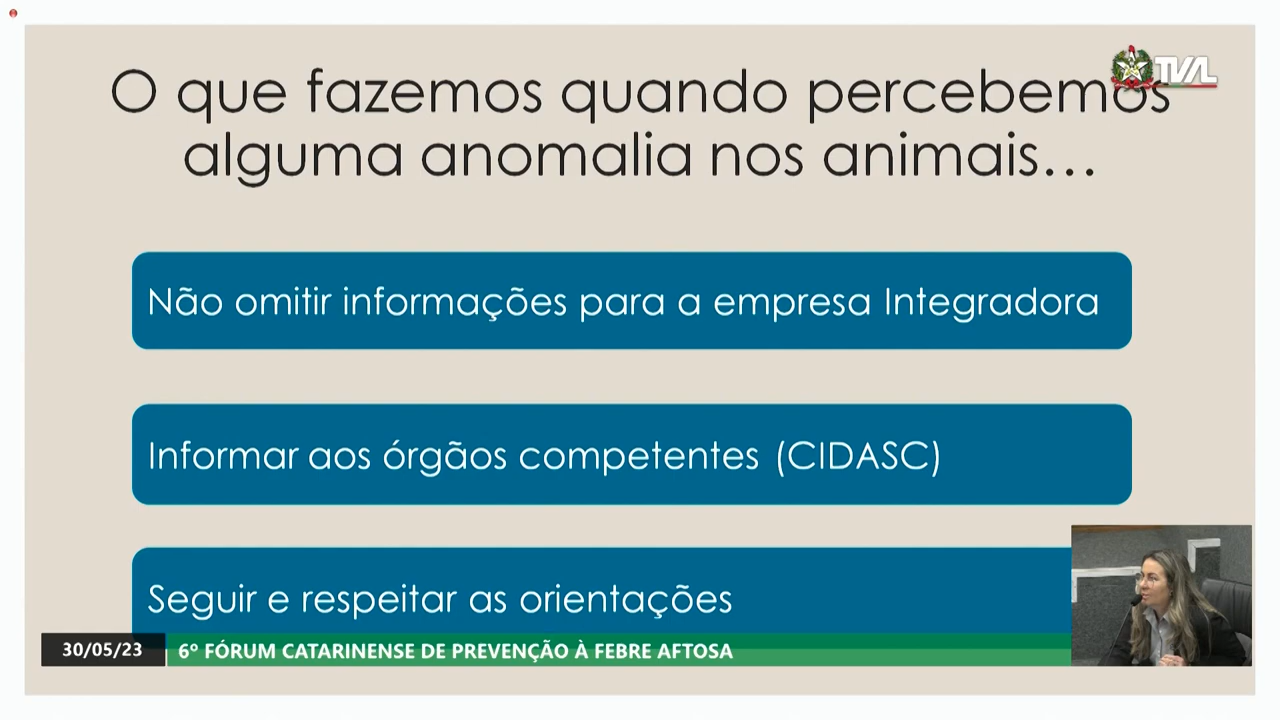 O que fazemos quando percebemos
alguma anomalia nos animais...
TVAL
Não omitir informações para a empresa Integradora
Informar aos órgãos competentes (CIDASC)
Seguir e respeitar as orientações
30/05/23
6º FÓRUM CATARINENSE DE PREVENÇÃO À FEBRE AFTOSA